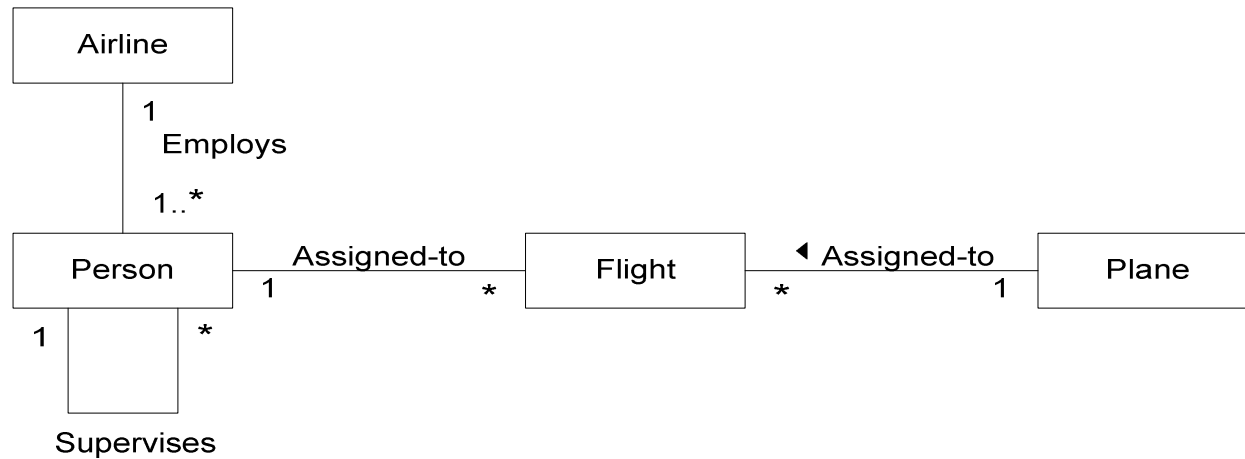 Airline
1
Employs
1..*
Person
Assigned-to
1
*
Flight
◄ Assigned-to
*
1
Plane
1
*
Supervises